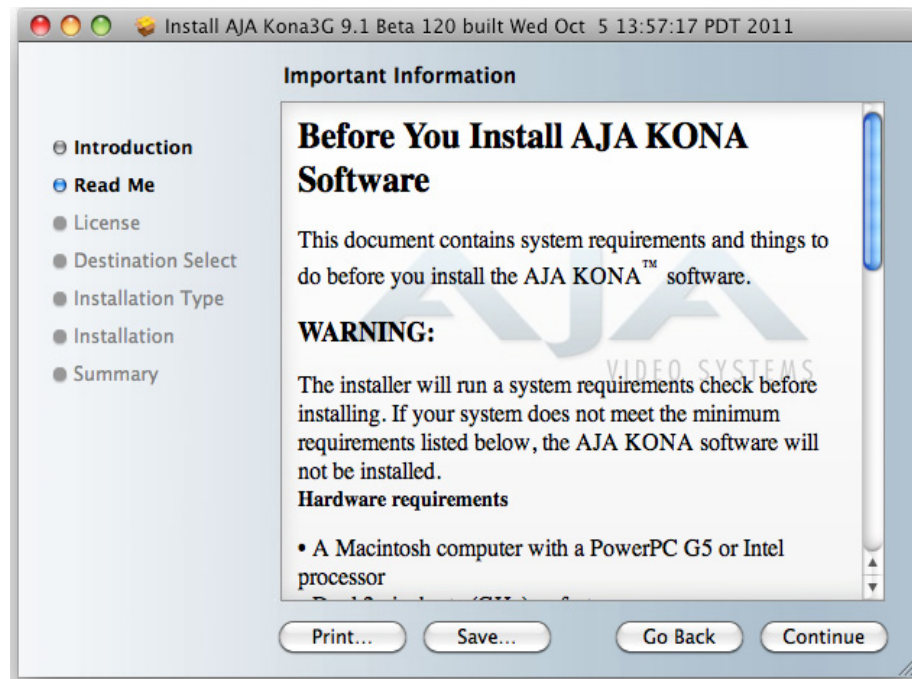 Install AJA Kona3G 9.1 Beta 120 built Wed Oct 5 13:57:17 PDT 2011
Important Information
Introduction
Read Me
License
Destination Select
Installation Type
Installation
Summary
Before You Install AJA KONA
Software
This document contains system requirements and things to
do before you install the AJA KONA™ software.
WARNING:
AJA
VIDEO SYSTEMS
The installer will run a system requirements check before
installing. If your system does not meet the minimum
requirements listed below, the AJA KONA software will
not be installed.
Hardware requirements
• A Macintosh computer with a PowerPC G5 or Intel
processor
Print...
Save...
Go Back
Continue